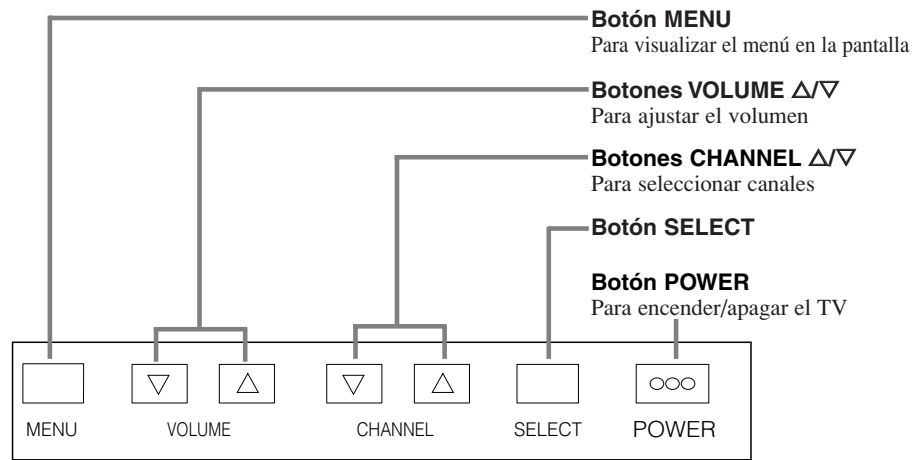 Botón MENU
Para visualizar el menú en la pantalla
Botones VOLUME △/▽
Para ajustar el volumen
Botones CHANNEL △/▽
Para seleccionar canales
Botón SELECT
Botón POWER
Para encender/apagar el TV
MENU VOLUME CHANNEL SELECT POWER